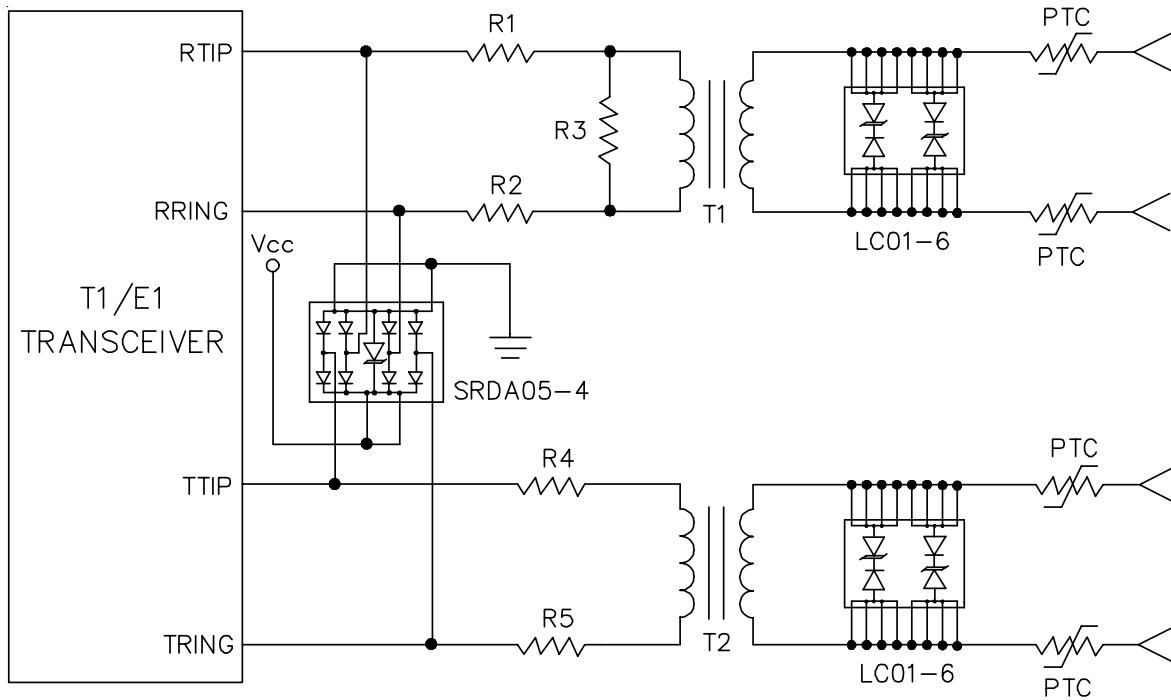 PTC
RTIP
R1
R3
R2
RRING
T1
LC01-6
PTC
Vcc
T1/E1
TRANSCEIVER
SRDA05-4
PTC
R4
TTIP
R5
TRING
T2
LC01-6
PTC